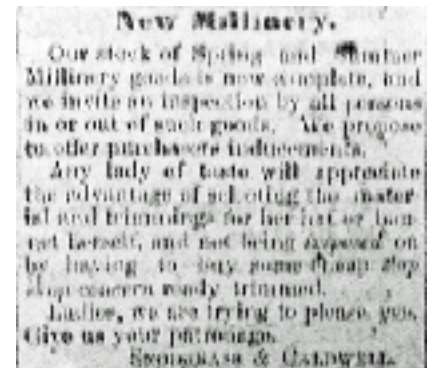 New Millinery.
Our stock of Spring and Summer
Millinery goods is now complete, and
we invite an inspection by all persons
in or out of such goods. We propose
to offer purchasers inducements.
Any lady of taste will appreciate
the advantage of selecting the mater-
ial and trimmings for her hat or bon-
net herself, and not being imposed on
by having to buy some cheap slop
shop concern ready trimmed.
Ladies, we are trying to please you.
Give us your patronage.
& CALDWELL.